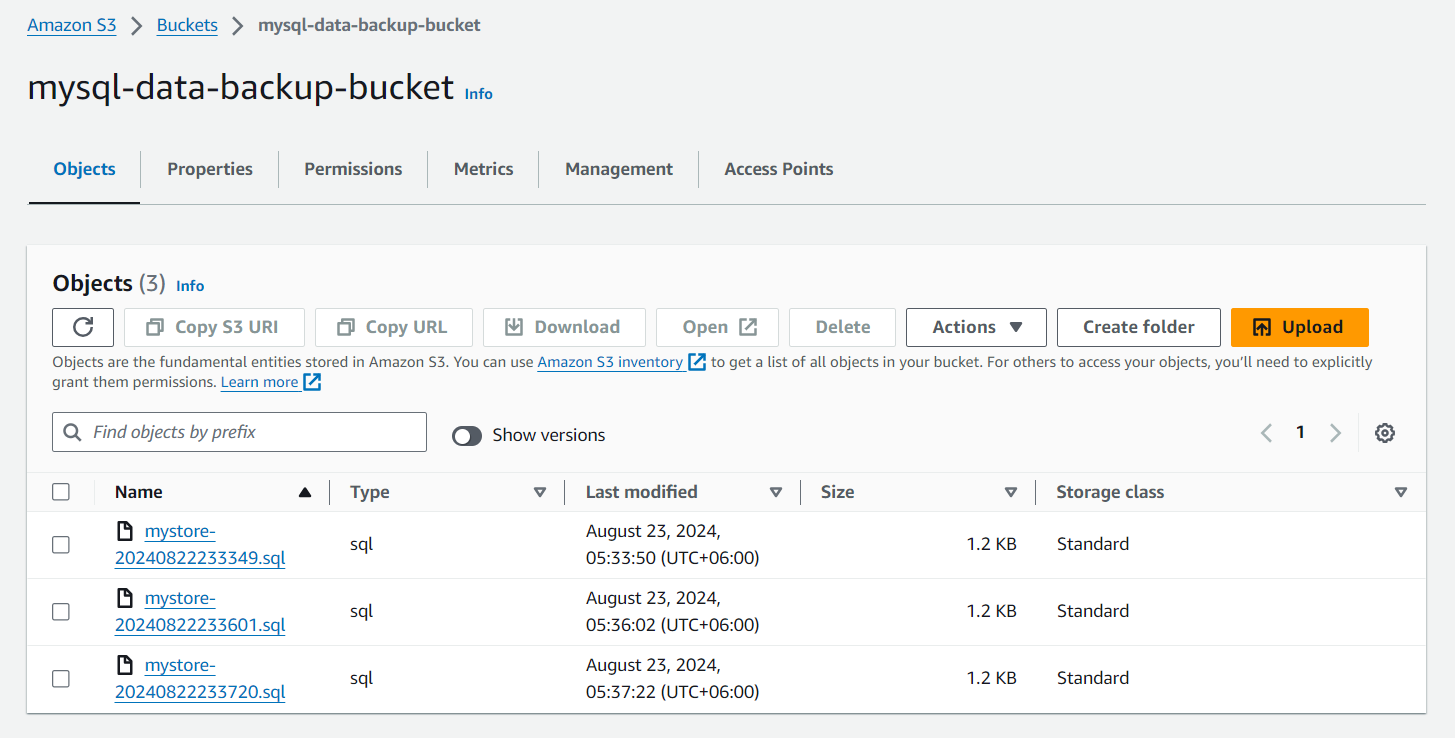 Amazon S3 > Buckets > mysql-data-backup-bucket
mysql-data-backup-bucket Info
Objects Properties Permissions Metrics Management Access Points
Objects (3) Info
Copy S3 URI Copy URL Download Open Delete Actions Create folder Upload
Objects are the fundamental entities stored in Amazon S3. You can use Amazon S3 inventory to get a list of all objects in your bucket. For others to access your objects, you’ll need to explicitly
grant them permissions. Learn more
Find objects by prefix Show versions 1
Name Type Last modified Size Storage class
mystore-
20240822233349.sql
sql
August 23, 2024,
05:33:50 (UTC+06:00)
1.2 KB
Standard
mystore-
20240822233601.sql
sql
August 23, 2024,
05:36:02 (UTC+06:00)
1.2 KB
Standard
mystore-
20240822233720.sql
sql
August 23, 2024,
05:37:22 (UTC+06:00)
1.2 KB
Standard